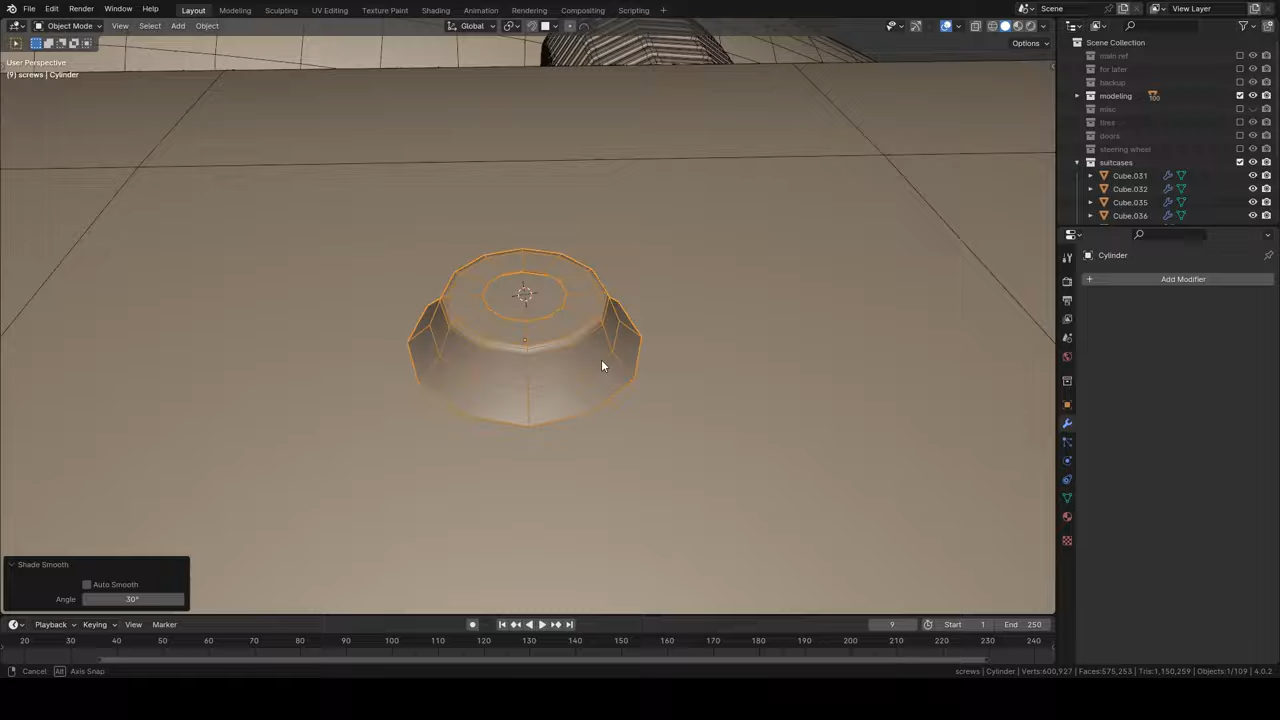 File Edit Render Window Help Layout Modeling Sculpting UV Editing Texture Paint Shading Animation Rendering Compositing Scripting + Scene View Layer
Object Mode View Select Add Object Global
Options
User Perspective
(9) screws | Cylinder
Scene Collection
main ref
for later
backup
modeling 100
misc
tires
doors
steering wheel
suitcases
Cube.031
Cube.032
Cube.035
Cube.036
Cylinder
+ Add Modifier
Shade Smooth
Auto Smooth
Angle 30°
Playback Keying View Marker 9 Start 1 End 250
20 30 40 50 60 70 80 90 100 110 120 130 140 150 160 170 180 190 200 210 220 230 240
Cancel Alt Axis Snap screws | Cylinder | Verts:600,927 | Faces:575,253 | Tris:1,150,259 | Objects:1/109 | 4.0.2